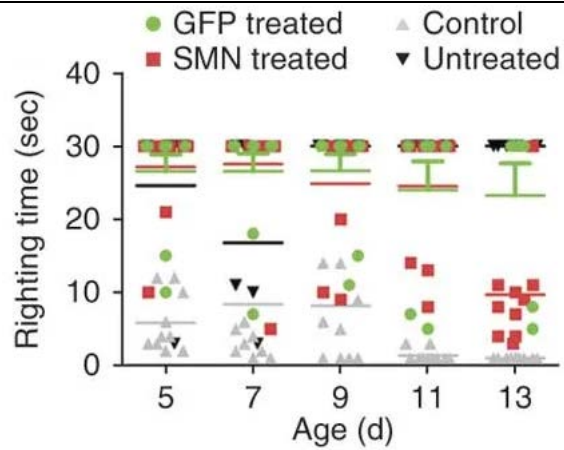 GFP treated
Control
SMN treated
Untreated
Righting time (sec)
40
30
20
10
0
5 7 9 11 13
Age (d)